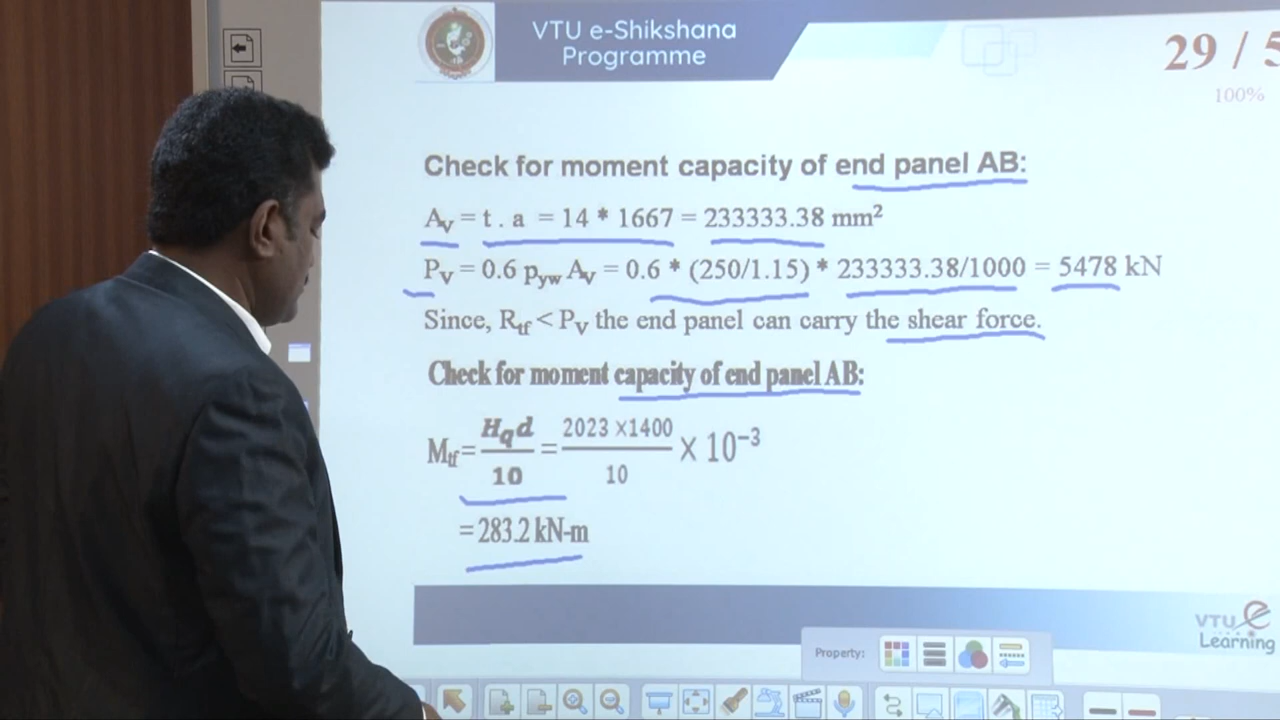 VTU e-Shikshana
Programme
29 / 5
100%
Check for moment capacity of end panel AB:
Av = t . a = 14 * 1667 = 233333.38 mm²
Pv = 0.6 pyw Av = 0.6 * (250/1.15) * 233333.38/1000 = 5478 kN
Since, Rtf < Pv the end panel can carry the shear force.
Check for moment capacity of end panel AB:
Mtf = Hqd/10 = 2023 ×1400/10 × 10⁻³
= 283.2 kN-m
VTU e
Learning
Property: